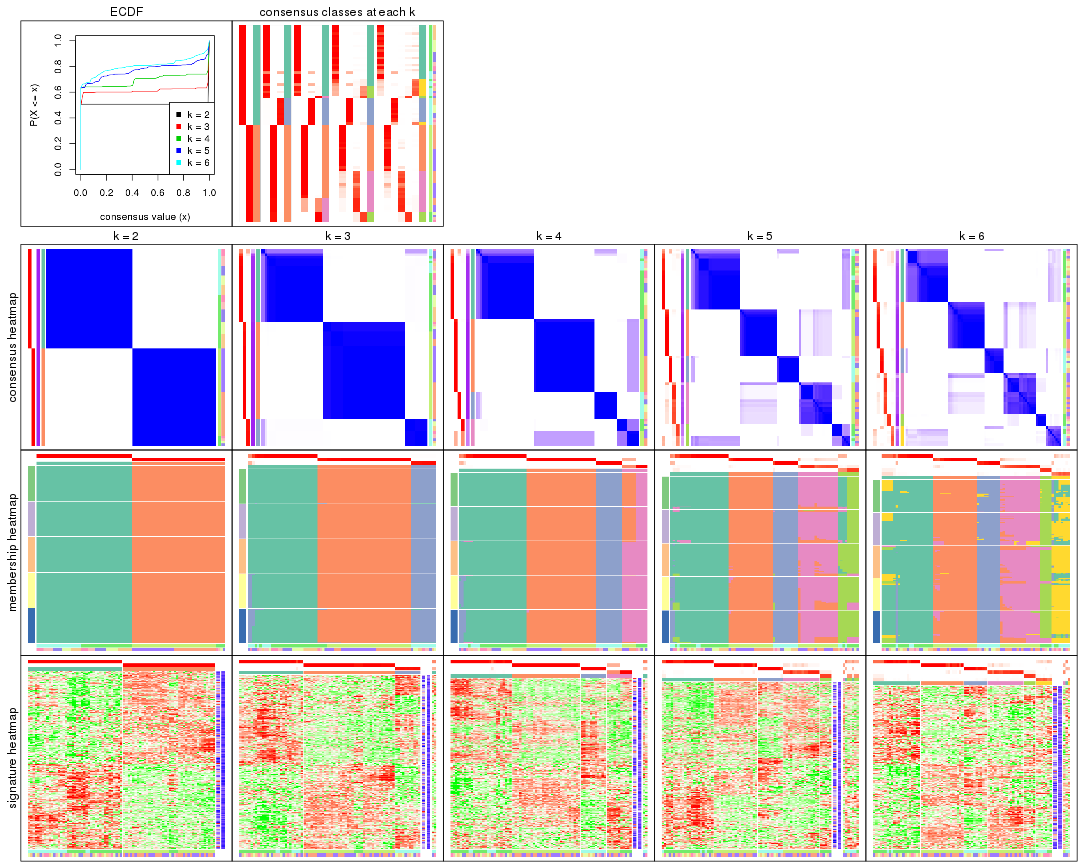 ECDF
consensus classes at each k
P(X <= x)
1.0
0.8
0.6
0.4
0.2
0.0
k = 2
k = 3
k = 4
k = 5
k = 6
0.0 0.2 0.4 0.6 0.8 1.0
consensus value (x)
k = 2 k = 3 k = 4 k = 5 k = 6
consensus heatmap
membership heatmap
signature heatmap